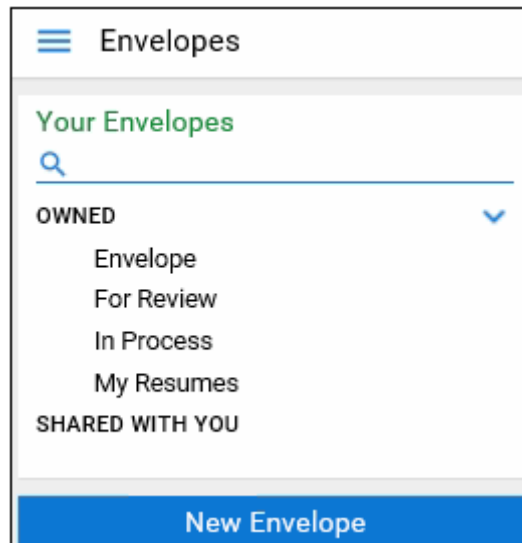 Envelopes
Your Envelopes
OWNED
Envelope
For Review
In Process
My Resumes
SHARED WITH YOU
New Envelope